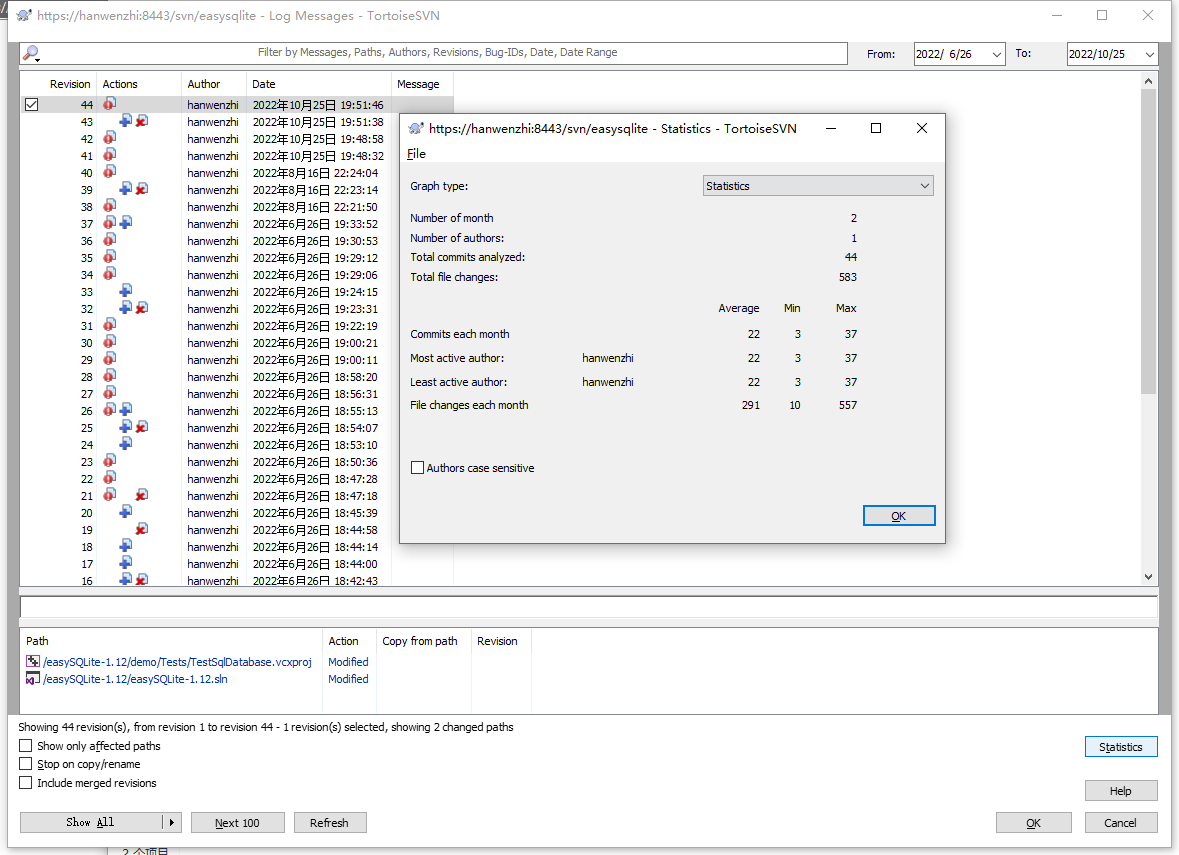 https://hanwenzhi:8443/svn/easysqlite - Log Messages - TortoiseSVN
Filter by Messages, Paths, Authors, Revisions, Bug-IDs, Date, Date Range
From: 2022/ 6/26 To: 2022/10/25
Revision Actions Author Date Message
44 hanwenzhi 2022年10月25日 19:51:46
43 hanwenzhi 2022年10月25日 19:51:38
42 hanwenzhi 2022年10月25日 19:48:58
41 hanwenzhi 2022年10月25日 19:48:32
40 hanwenzhi 2022年8月16日 22:24:04
39 hanwenzhi 2022年8月16日 22:23:14
38 hanwenzhi 2022年8月16日 22:21:50
37 hanwenzhi 2022年6月26日 19:33:52
36 hanwenzhi 2022年6月26日 19:30:53
35 hanwenzhi 2022年6月26日 19:29:12
34 hanwenzhi 2022年6月26日 19:29:06
33 hanwenzhi 2022年6月26日 19:24:15
32 hanwenzhi 2022年6月26日 19:23:31
31 hanwenzhi 2022年6月26日 19:22:19
30 hanwenzhi 2022年6月26日 19:00:21
29 hanwenzhi 2022年6月26日 19:00:11
28 hanwenzhi 2022年6月26日 18:58:20
27 hanwenzhi 2022年6月26日 18:56:31
26 hanwenzhi 2022年6月26日 18:55:13
25 hanwenzhi 2022年6月26日 18:54:07
24 hanwenzhi 2022年6月26日 18:53:10
23 hanwenzhi 2022年6月26日 18:50:36
22 hanwenzhi 2022年6月26日 18:47:28
21 hanwenzhi 2022年6月26日 18:47:18
20 hanwenzhi 2022年6月26日 18:45:39
19 hanwenzhi 2022年6月26日 18:44:58
18 hanwenzhi 2022年6月26日 18:44:14
17 hanwenzhi 2022年6月26日 18:44:00
16 hanwenzhi 2022年6月26日 18:42:43
https://hanwenzhi:8443/svn/easysqlite - Statistics - TortoiseSVN
File
Graph type: Statistics
Number of month 2
Number of authors: 1
Total commits analyzed: 44
Total file changes: 583
Average Min Max
Commits each month 22 3 37
Most active author: hanwenzhi 22 3 37
Least active author: hanwenzhi 22 3 37
File changes each month 291 10 557
Authors case sensitive
OK
Path Action Copy from path Revision
/easySQLite-1.12/demo/Tests/TestSqlDatabase.vcxproj Modified
/easySQLite-1.12/easySQLite-1.12.sln Modified
Showing 44 revision(s), from revision 1 to revision 44 - 1 revision(s) selected, showing 2 changed paths
Show only affected paths
Statistics
Stop on copy/rename
Include merged revisions
Help
Show All Next 100 Refresh OK Cancel
2 个项目